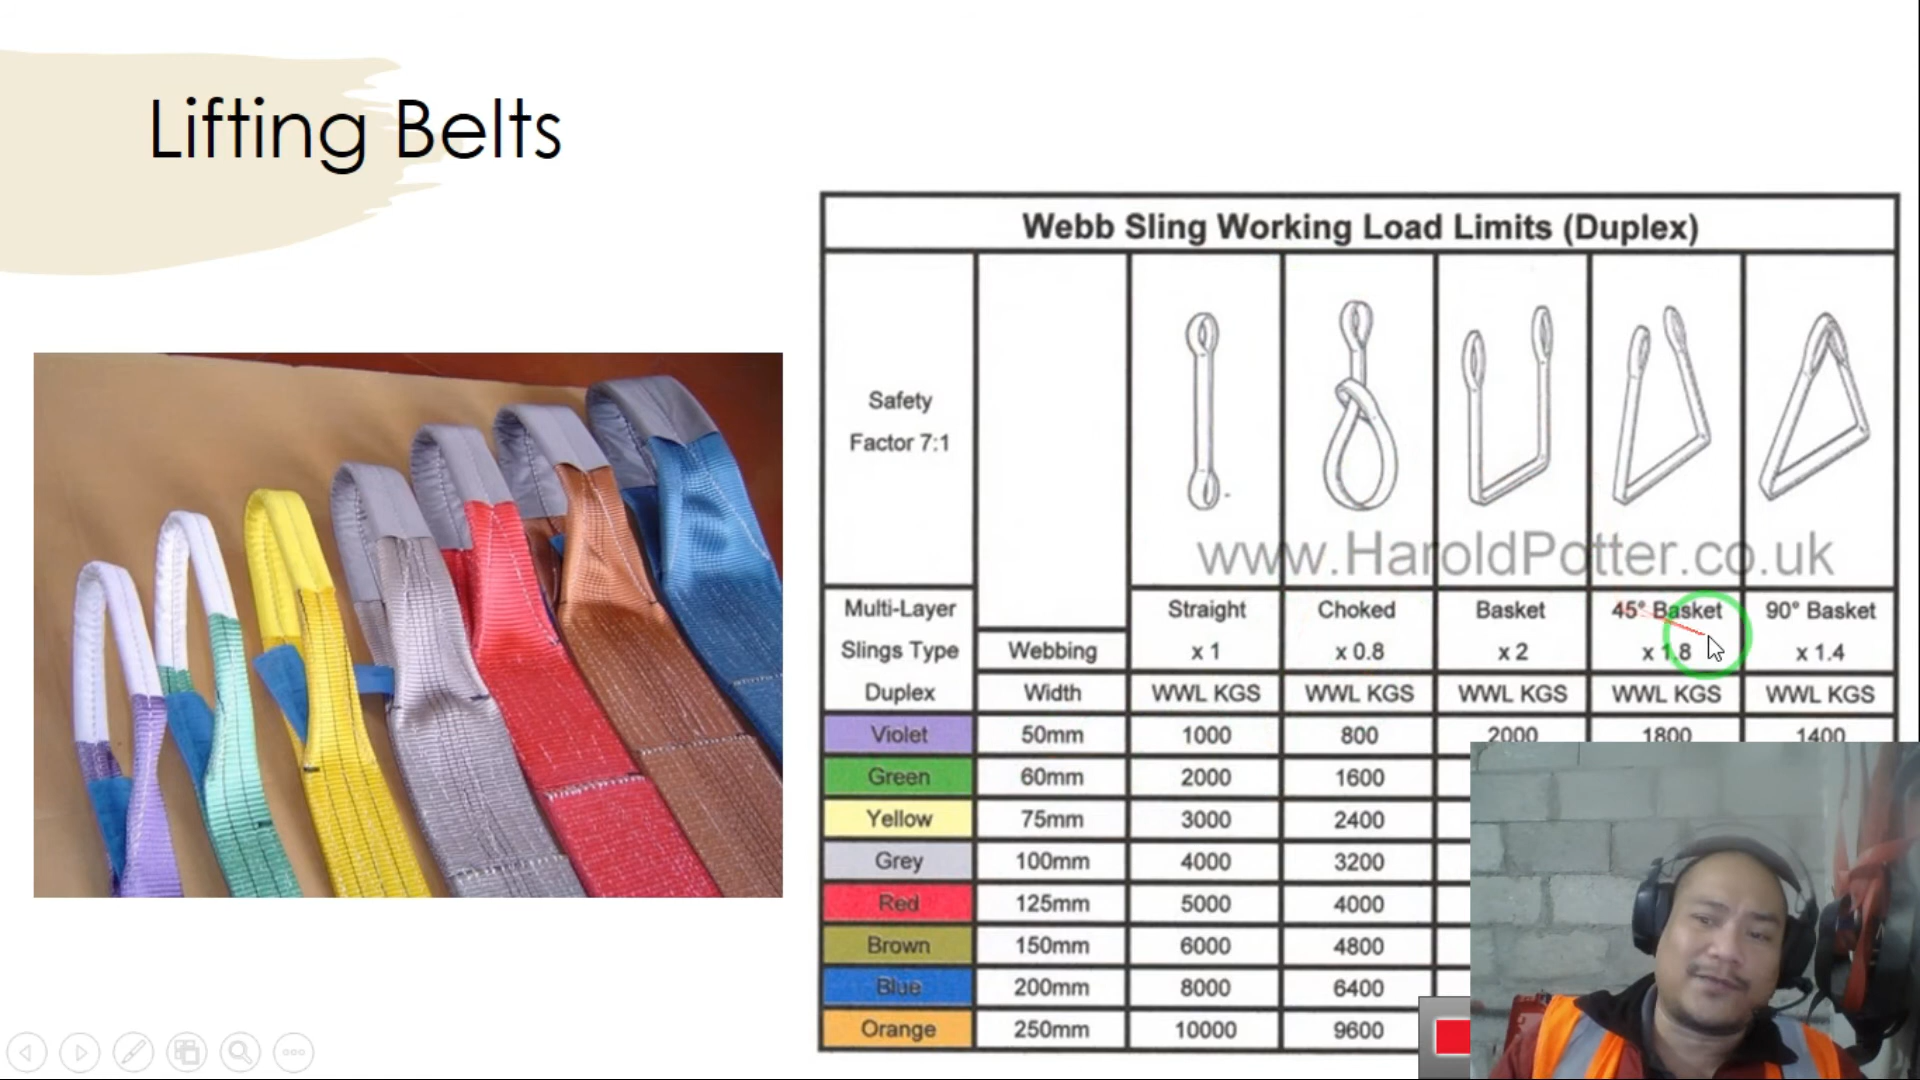 Lifting Belts
Webb Sling Working Load Limits (Duplex)
Safety
Factor 7:1
www.HaroldPotter.co.uk
Multi-Layer
Slings Type
Duplex
Webbing
Width
Straight
x 1
WWL KGS
Choked
x 0.8
WWL KGS
Basket
x 2
WWL KGS
45° Basket
x 1.8
WWL KGS
90° Basket
x 1.4
WWL KGS
Violet 50mm 1000 800 2000 1800 1400
Green 60mm 2000 1600
Yellow 75mm 3000 2400
Grey 100mm 4000 3200
Red 125mm 5000 4000
Brown 150mm 6000 4800
Blue 200mm 8000 6400
Orange 250mm 10000 9600